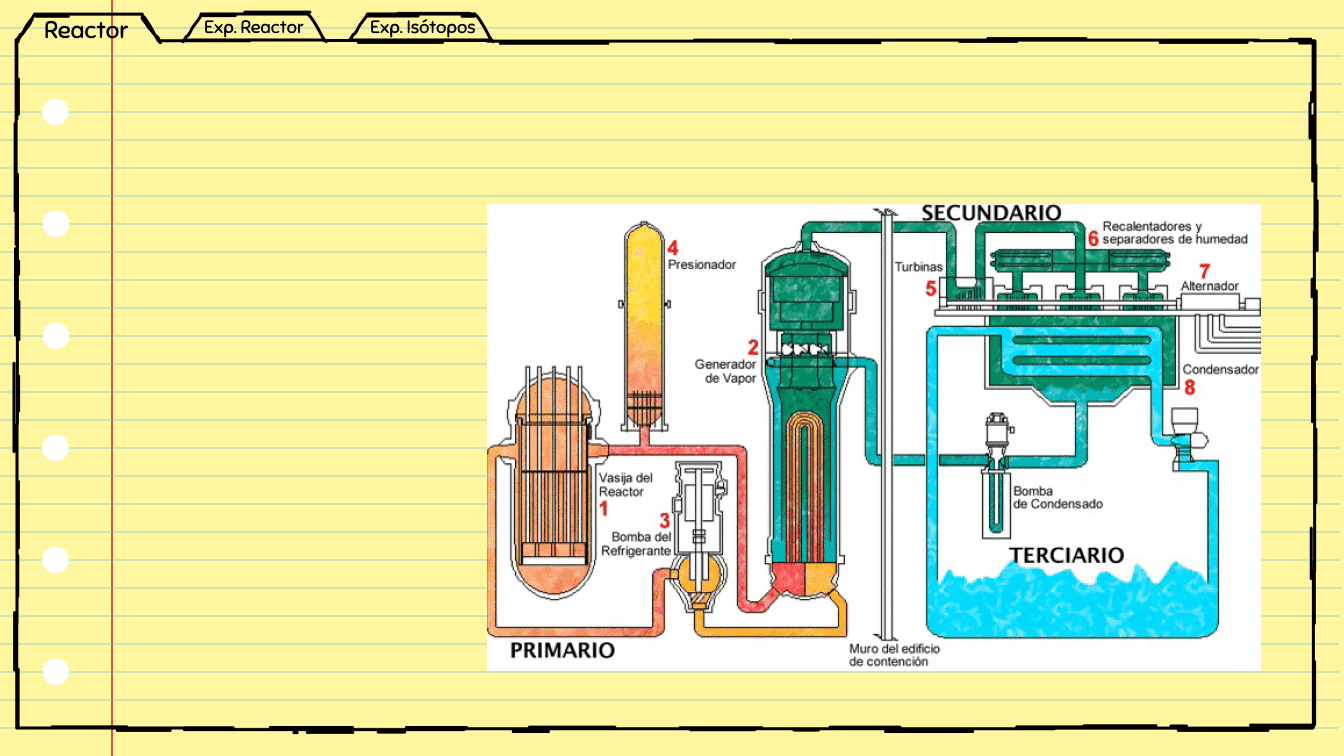 Reactor
Exp. Reactor
Exp. Isótopos
SECUNDARIO
4
Presionador
6
Recalentadores y
separadores de humedad
Turbinas
5
7
Alternador
2
Generador
de Vapor
Condensador
8
Vasija del
Reactor
1
3
Bomba del
Refrigerante
Bomba
de Condensado
TERCIARIO
PRIMARIO
Muro del edificio
de contención